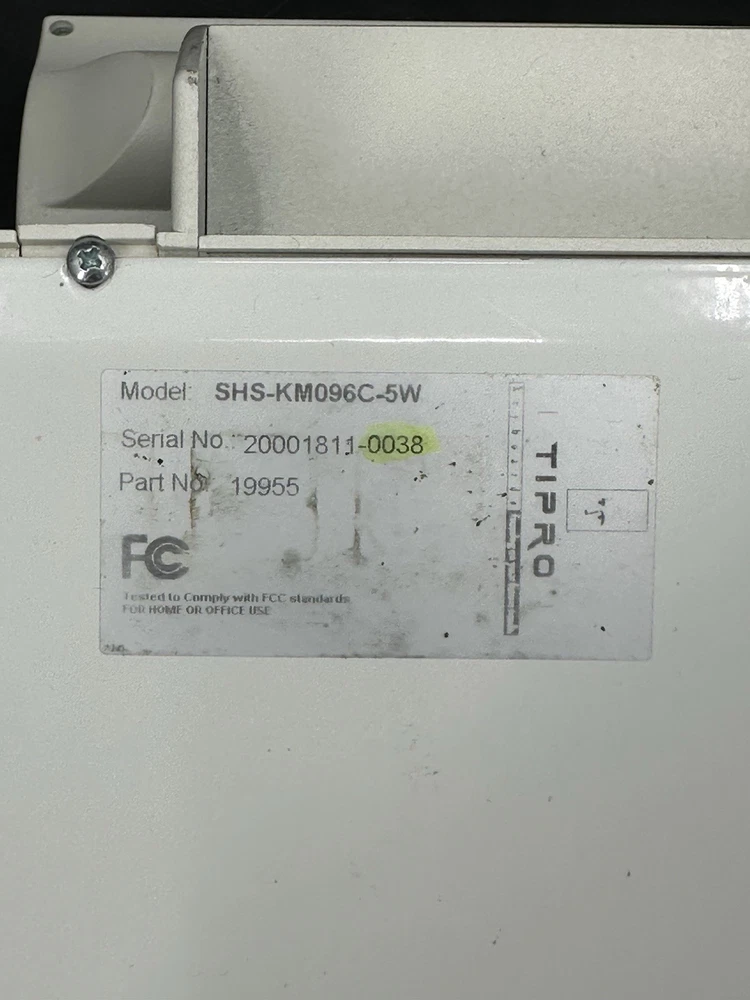 Model: SHS-KM096C-5W
Serial No.: 20001811-0038
Part No: 19955
FC
Tested to Comply with FCC standards
FOR HOME OR OFFICE USE
TIPRO